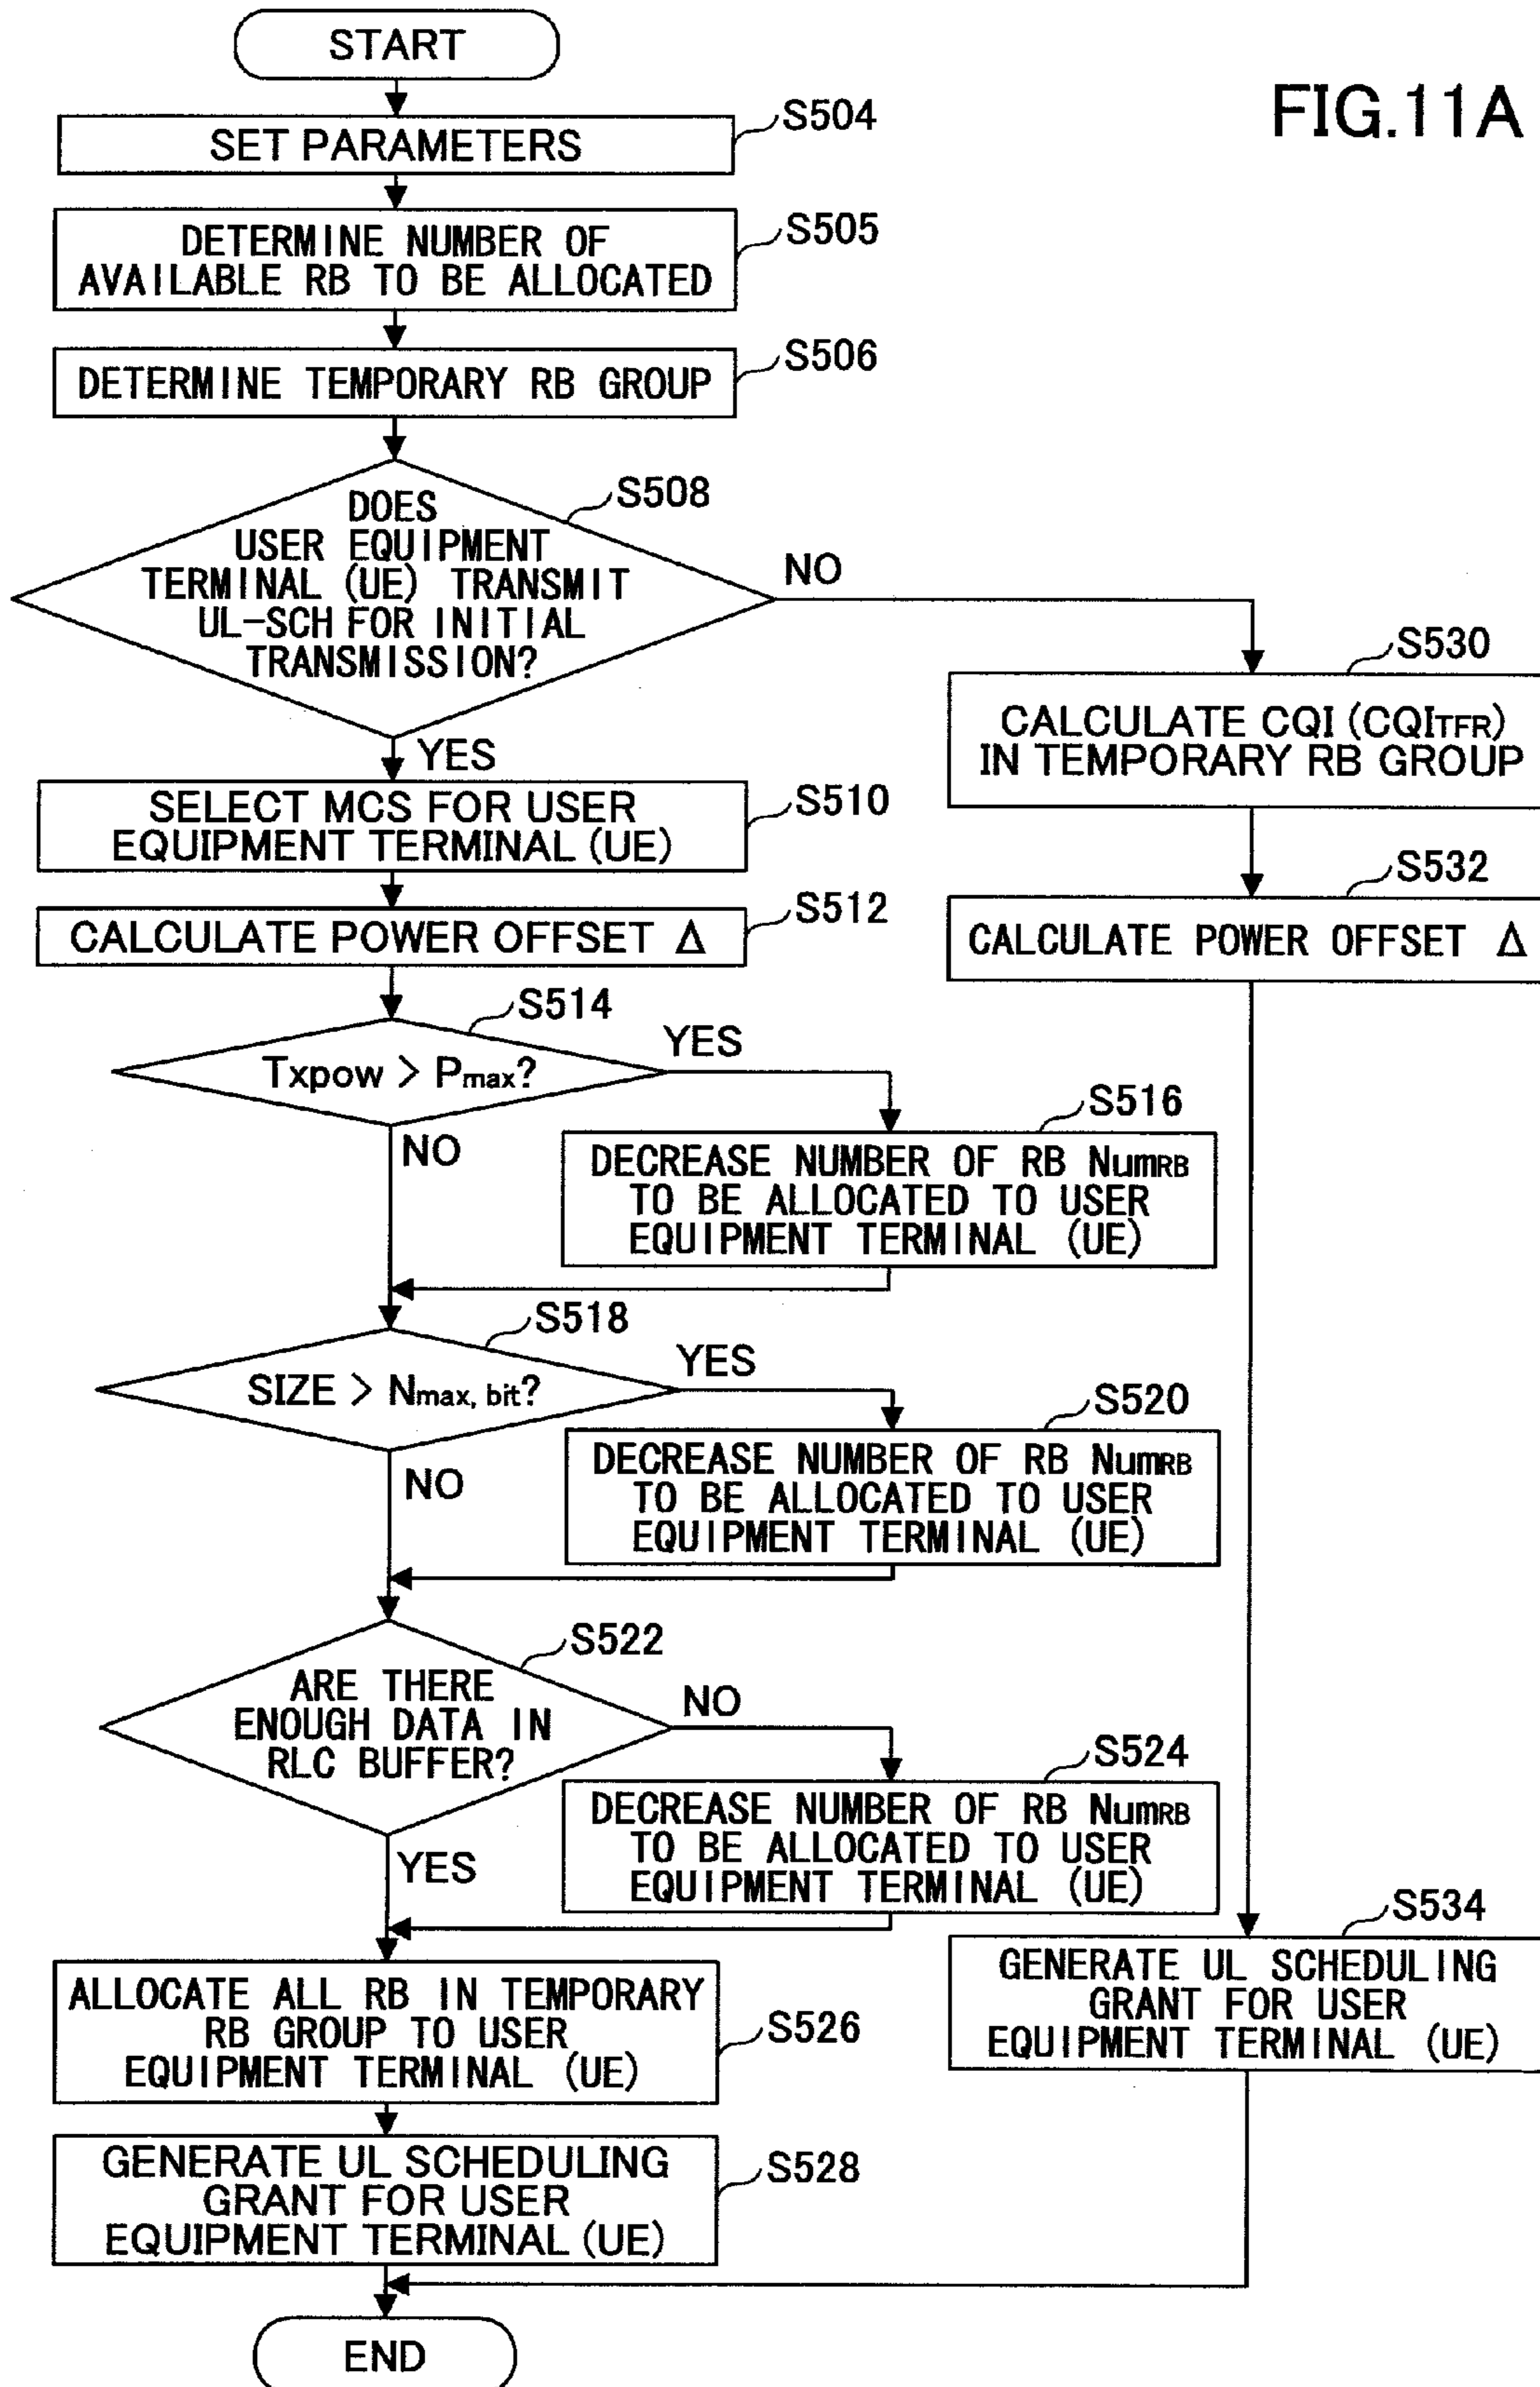 START
FIG.11A
S504
SET PARAMETERS
S505
DETERMINE NUMBER OF
AVAILABLE RB TO BE ALLOCATED
S506
DETERMINE TEMPORARY RB GROUP
S508
DOES
USER EQUIPMENT
TERMINAL (UE) TRANSMIT
UL-SCH FOR INITIAL
TRANSMISSION?
NO
YES
S530
CALCULATE CQI (CQITFR)
IN TEMPORARY RB GROUP
S510
SELECT MCS FOR USER
EQUIPMENT TERMINAL (UE)
S532
CALCULATE POWER OFFSET Δ
S512
CALCULATE POWER OFFSET Δ
S514
Txpow > Pmax?
YES
NO
S516
DECREASE NUMBER OF RB NumRB
TO BE ALLOCATED TO USER
EQUIPMENT TERMINAL (UE)
S518
SIZE > Nmax, bit?
YES
NO
S520
DECREASE NUMBER OF RB NumRB
TO BE ALLOCATED TO USER
EQUIPMENT TERMINAL (UE)
S522
ARE THERE
ENOUGH DATA IN
RLC BUFFER?
NO
YES
S524
DECREASE NUMBER OF RB NumRB
TO BE ALLOCATED TO USER
EQUIPMENT TERMINAL (UE)
S534
GENERATE UL SCHEDULING
GRANT FOR USER
EQUIPMENT TERMINAL (UE)
S526
ALLOCATE ALL RB IN TEMPORARY
RB GROUP TO USER
EQUIPMENT TERMINAL (UE)
S528
GENERATE UL SCHEDULING
GRANT FOR USER
EQUIPMENT TERMINAL (UE)
END